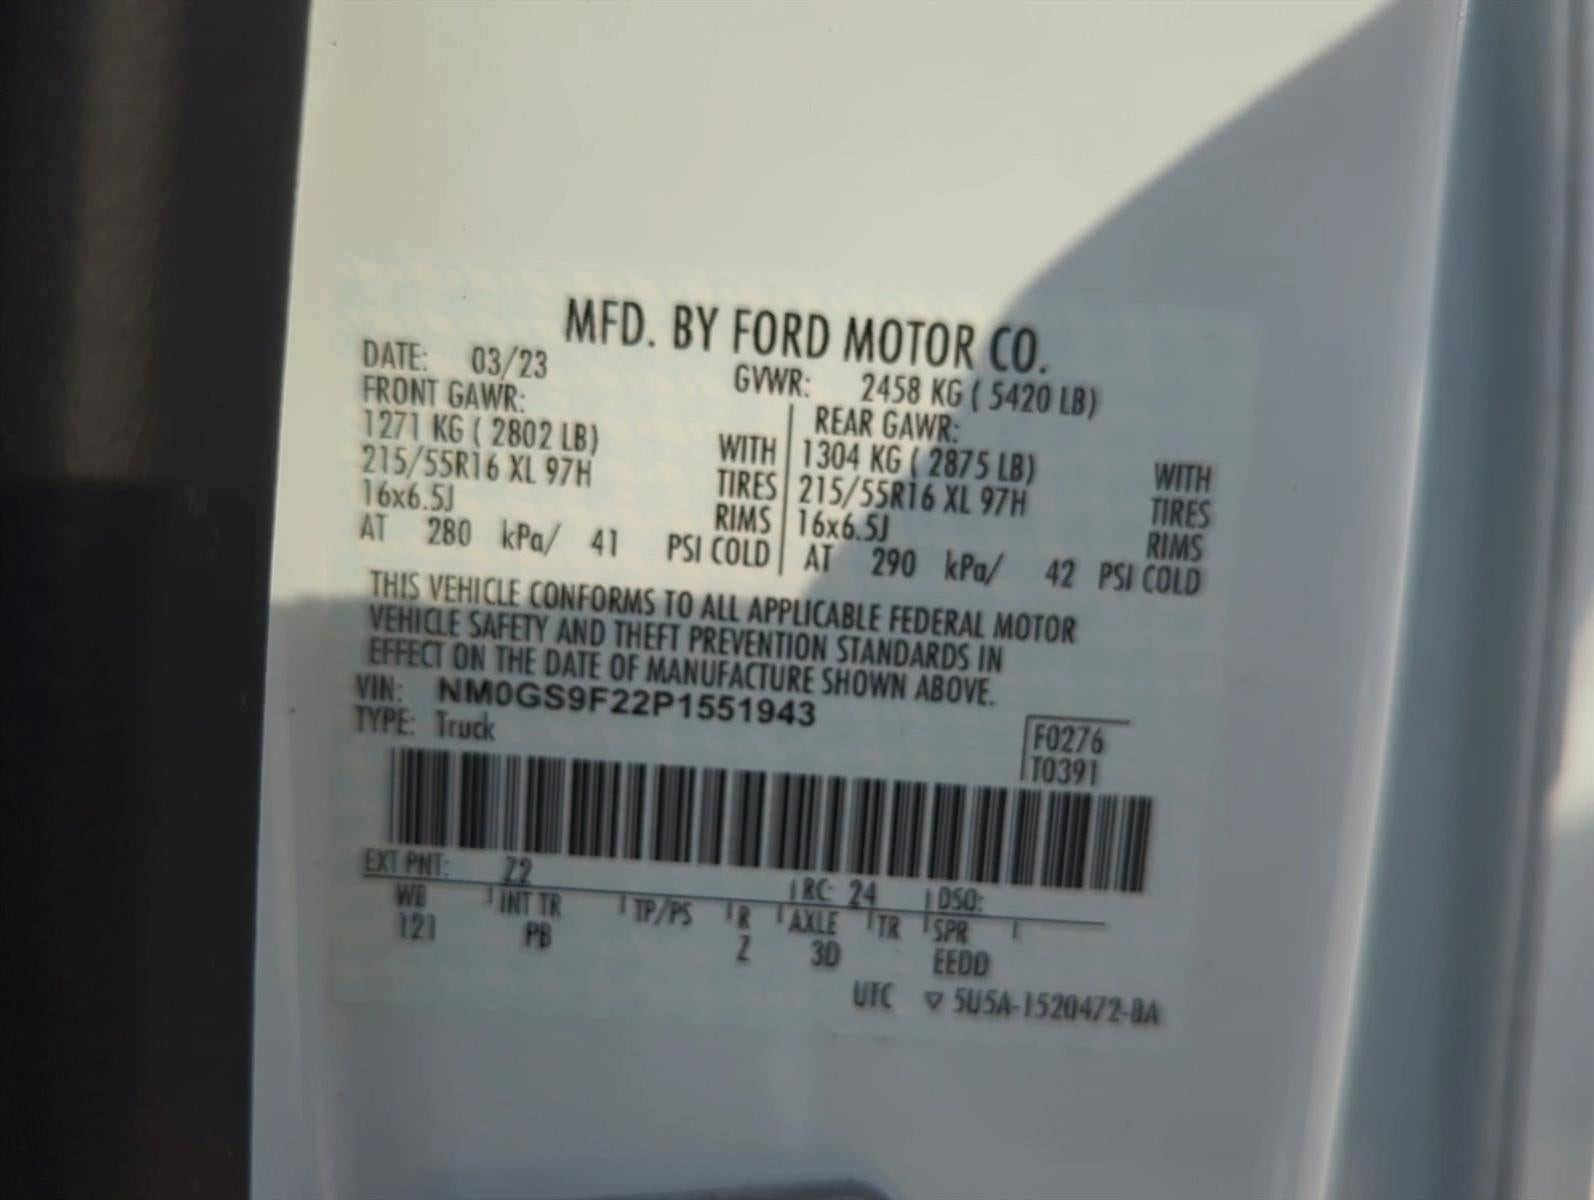 MFD. BY FORD MOTOR CO.
DATE: 03/23 GVWR: 2458 KG ( 5420 LB)
FRONT GAWR: REAR GAWR:
1271 KG ( 2802 LB) WITH 1304 KG ( 2875 LB) WITH
215/55R16 XL 97H TIRES 215/55R16 XL 97H TIRES
16x6.5J RIMS 16x6.5J RIMS
AT 280 kPa/ 41 PSI COLD AT 290 kPa/ 42 PSI COLD
THIS VEHICLE CONFORMS TO ALL APPLICABLE FEDERAL MOTOR
VEHICLE SAFETY AND THEFT PREVENTION STANDARDS IN
EFFECT ON THE DATE OF MANUFACTURE SHOWN ABOVE.
VIN: NM0GS9F22P1551943
TYPE: Truck
F0276
T0391
EXT PNT: Z2 RC: 24 DSO:
WB INT TR TP/PS R AXLE TR SPR
121 PB Z 3D EEDD
UTC ▽ 5U5A-1520472-BA